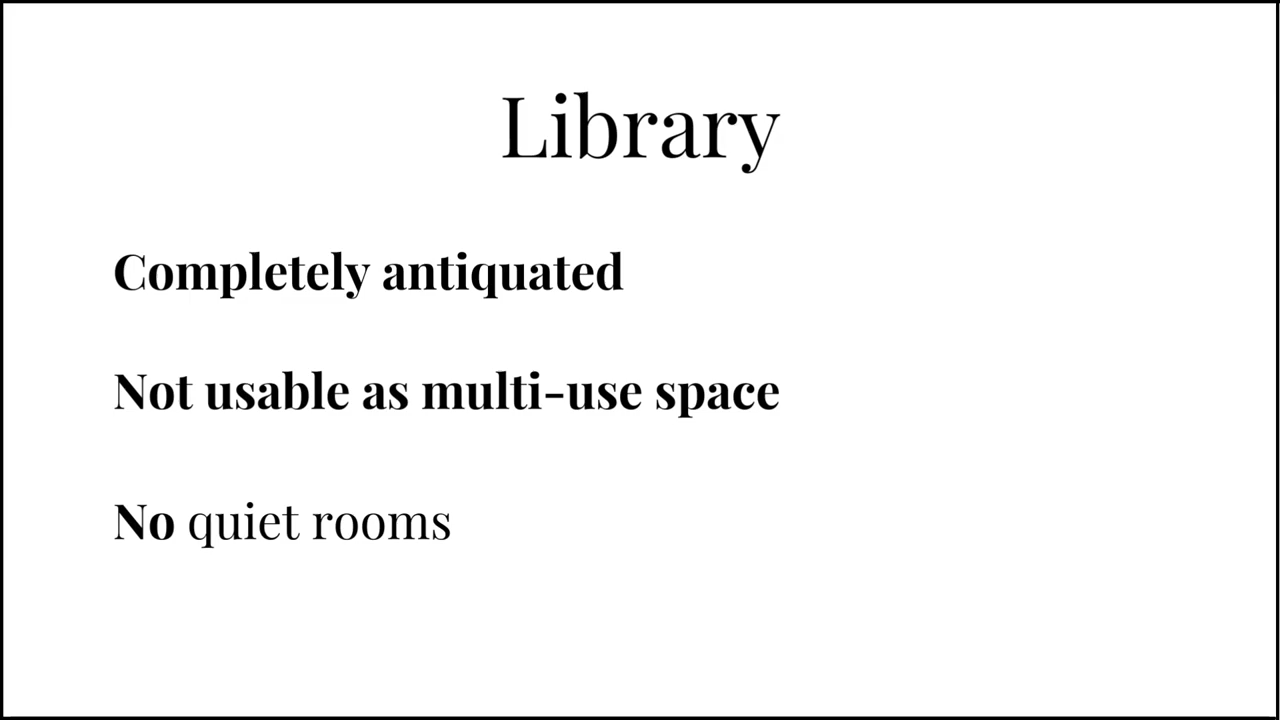 Library
Completely antiquated
Not usable as multi-use space
No quiet rooms